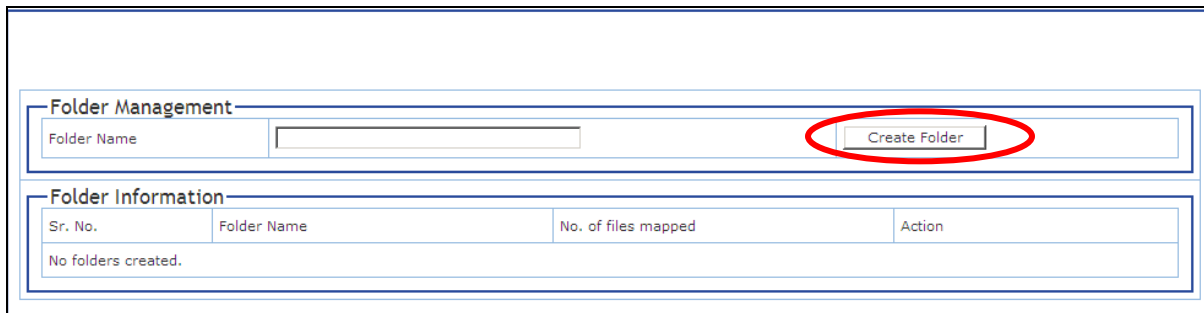 Folder Management
Folder Name Create Folder
Folder Information
Sr. No. Folder Name No. of files mapped Action
No folders created.